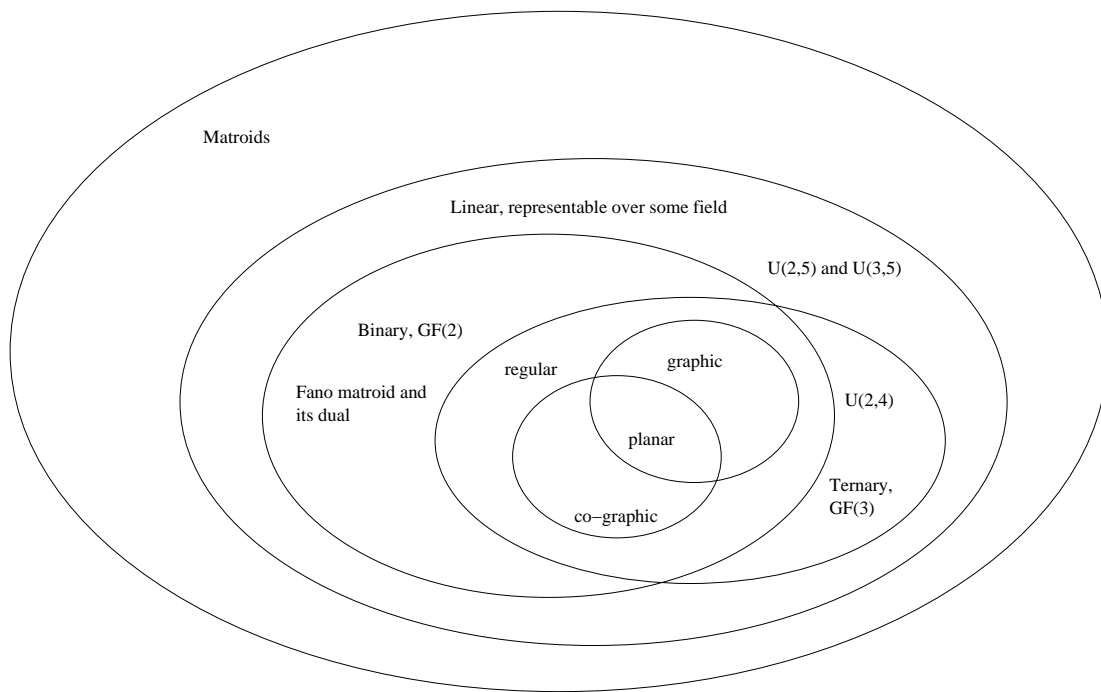 Matroids
Linear, representable over some field
U(2,5) and U(3,5)
Binary, GF(2)
regular
graphic
Fano matroid and
its dual
U(2,4)
planar
Ternary,
GF(3)
co−graphic